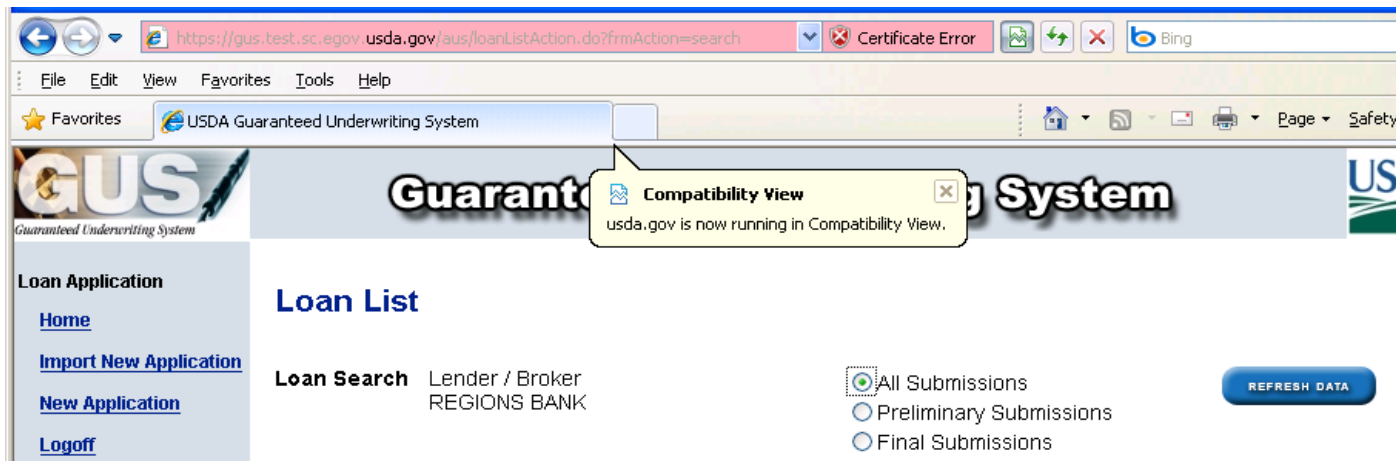 https://gus.test.sc.egov.usda.gov/aus/loanListAction.do?frmAction=search Certificate Error Bing
File Edit View Favorites Tools Help
Favorites USDA Guaranteed Underwriting System Page Safety
GUS
Guaranteed Underwriting System
System
Compatibility View
usda.gov is now running in Compatibility View.
Loan Application
Home
Import New Application
New Application
Logoff
Loan List
Loan Search Lender / Broker
REGIONS BANK
All Submissions
Preliminary Submissions
Final Submissions
REFRESH DATA